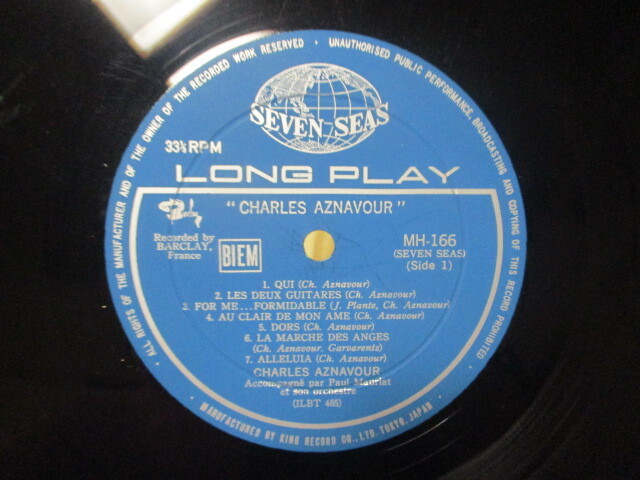 ALL RIGHTS OF THE MANUFACTURER AND OF THE OWNER OF THE RECORDED WORK RESERVED · UNAUTHORISED PUBLIC PERFORMANCE, BROADCASTING AND COPYING OF THIS RECORD PROHIBITED ·
SEVEN SEAS
33⅓ RPM
LONG PLAY
"CHARLES AZNAVOUR"
Barclay
Recorded by
BARCLAY,
France
BIEM
MH-166
(SEVEN SEAS)
(Side 1)
1. QUI (Ch. Aznavour)
2. LES DEUX GUITARES (Ch. Aznavour)
3. FOR ME...FORMIDABLE (J. Plante, Ch. Aznavour)
4. AU CLAIR DE MON AME (Ch. Aznavour)
5. DORS (Ch. Aznavour)
6. LA MARCHE DES ANGES
(Ch. Aznavour, Garvarentz)
7. ALLELUIA (Ch. Aznavour)
CHARLES AZNAVOUR
Accompagné par Paul Mauriat
et son orchestre
(ILBT 465)
MANUFACTURED BY KING RECORD CO., LTD. TOKYO, JAPAN.